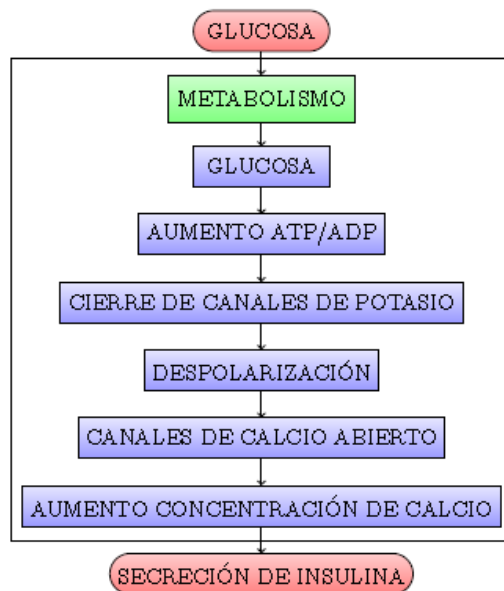 GLUCOSA
METABOLISMO
GLUCOSA
AUMENTO ATP/ADP
CIERRE DE CANALES DE POTASIO
DESPOLARIZACIÓN
CANALES DE CALCIO ABIERTO
AUMENTO CONCENTRACIÓN DE CALCIO
SECRECIÓN DE INSULINA